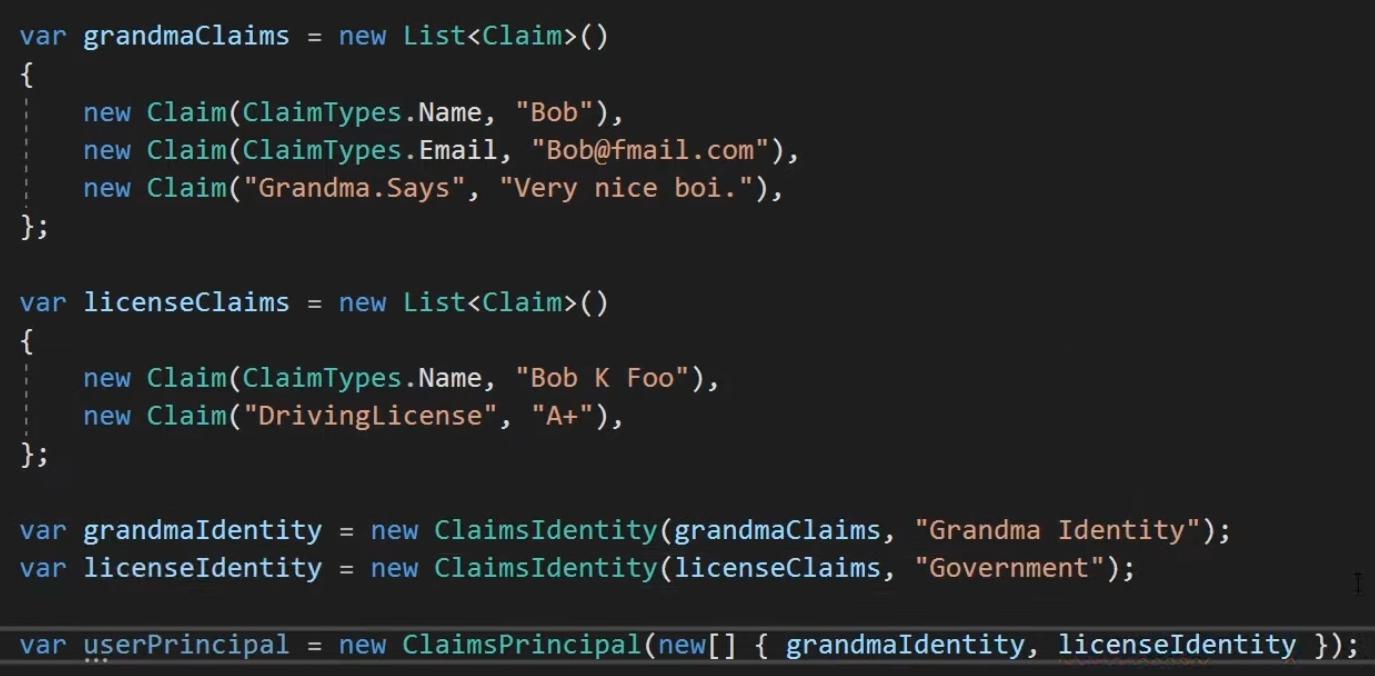 var grandmaClaims = new List<Claim>()
{
    new Claim(ClaimTypes.Name, "Bob"),
    new Claim(ClaimTypes.Email, "Bob@fmail.com"),
    new Claim("Grandma.Says", "Very nice boi."),
};

var licenseClaims = new List<Claim>()
{
    new Claim(ClaimTypes.Name, "Bob K Foo"),
    new Claim("DrivingLicense", "A+"),
};

var grandmaIdentity = new ClaimsIdentity(grandmaClaims, "Grandma Identity");
var licenseIdentity = new ClaimsIdentity(licenseClaims, "Government");

var userPrincipal = new ClaimsPrincipal(new[] { grandmaIdentity, licenseIdentity });